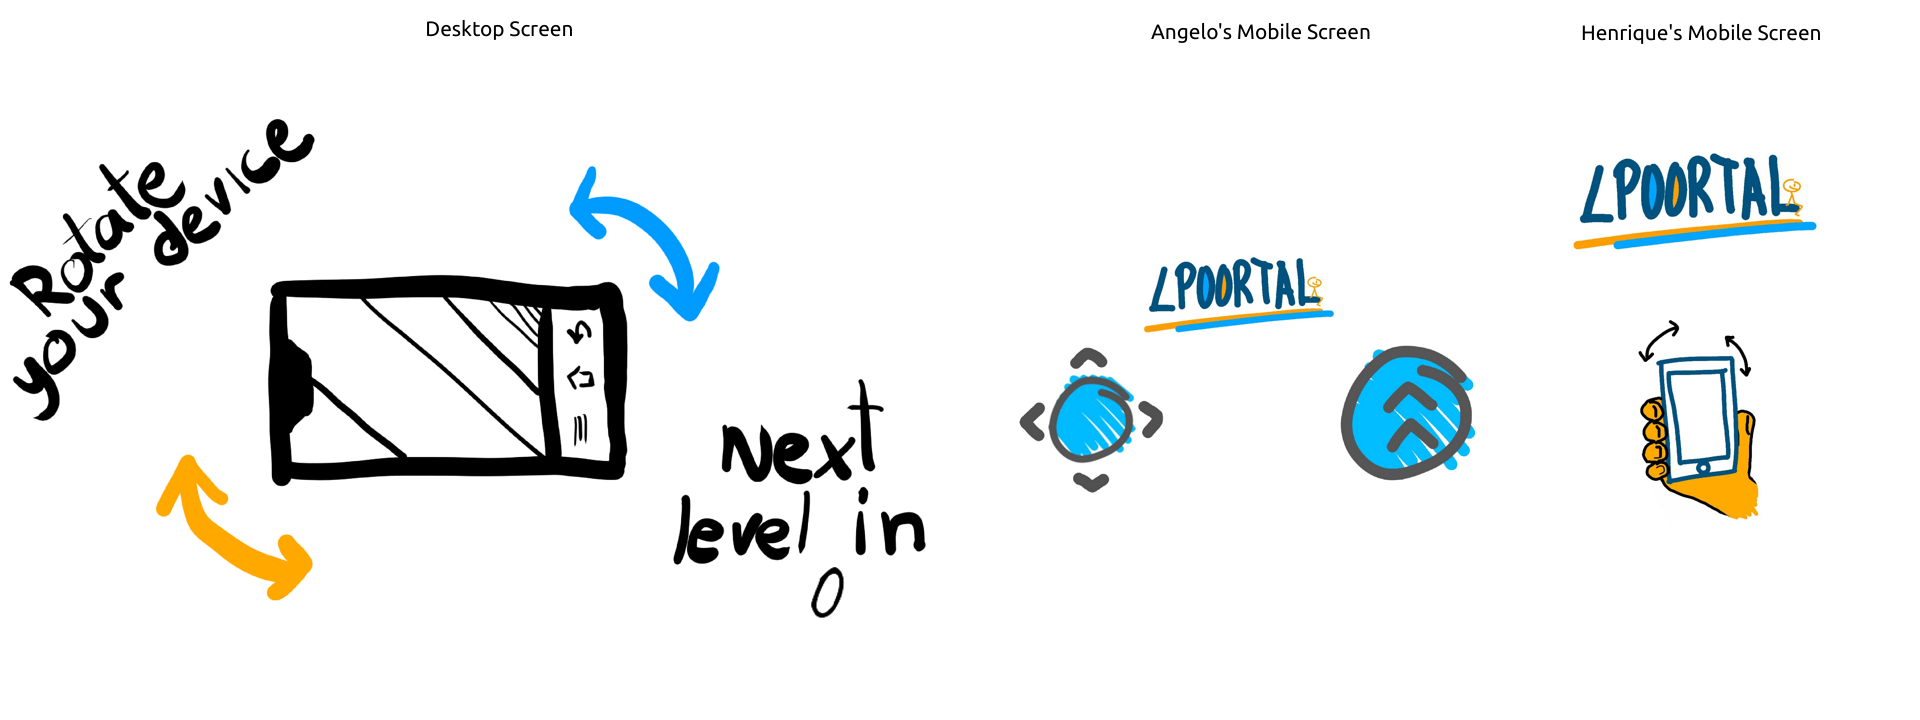 Desktop Screen
Angelo's Mobile Screen
Henrique's Mobile Screen
Rotate
your device
Next
level in
0
LPOORTAL
LPOORTAL